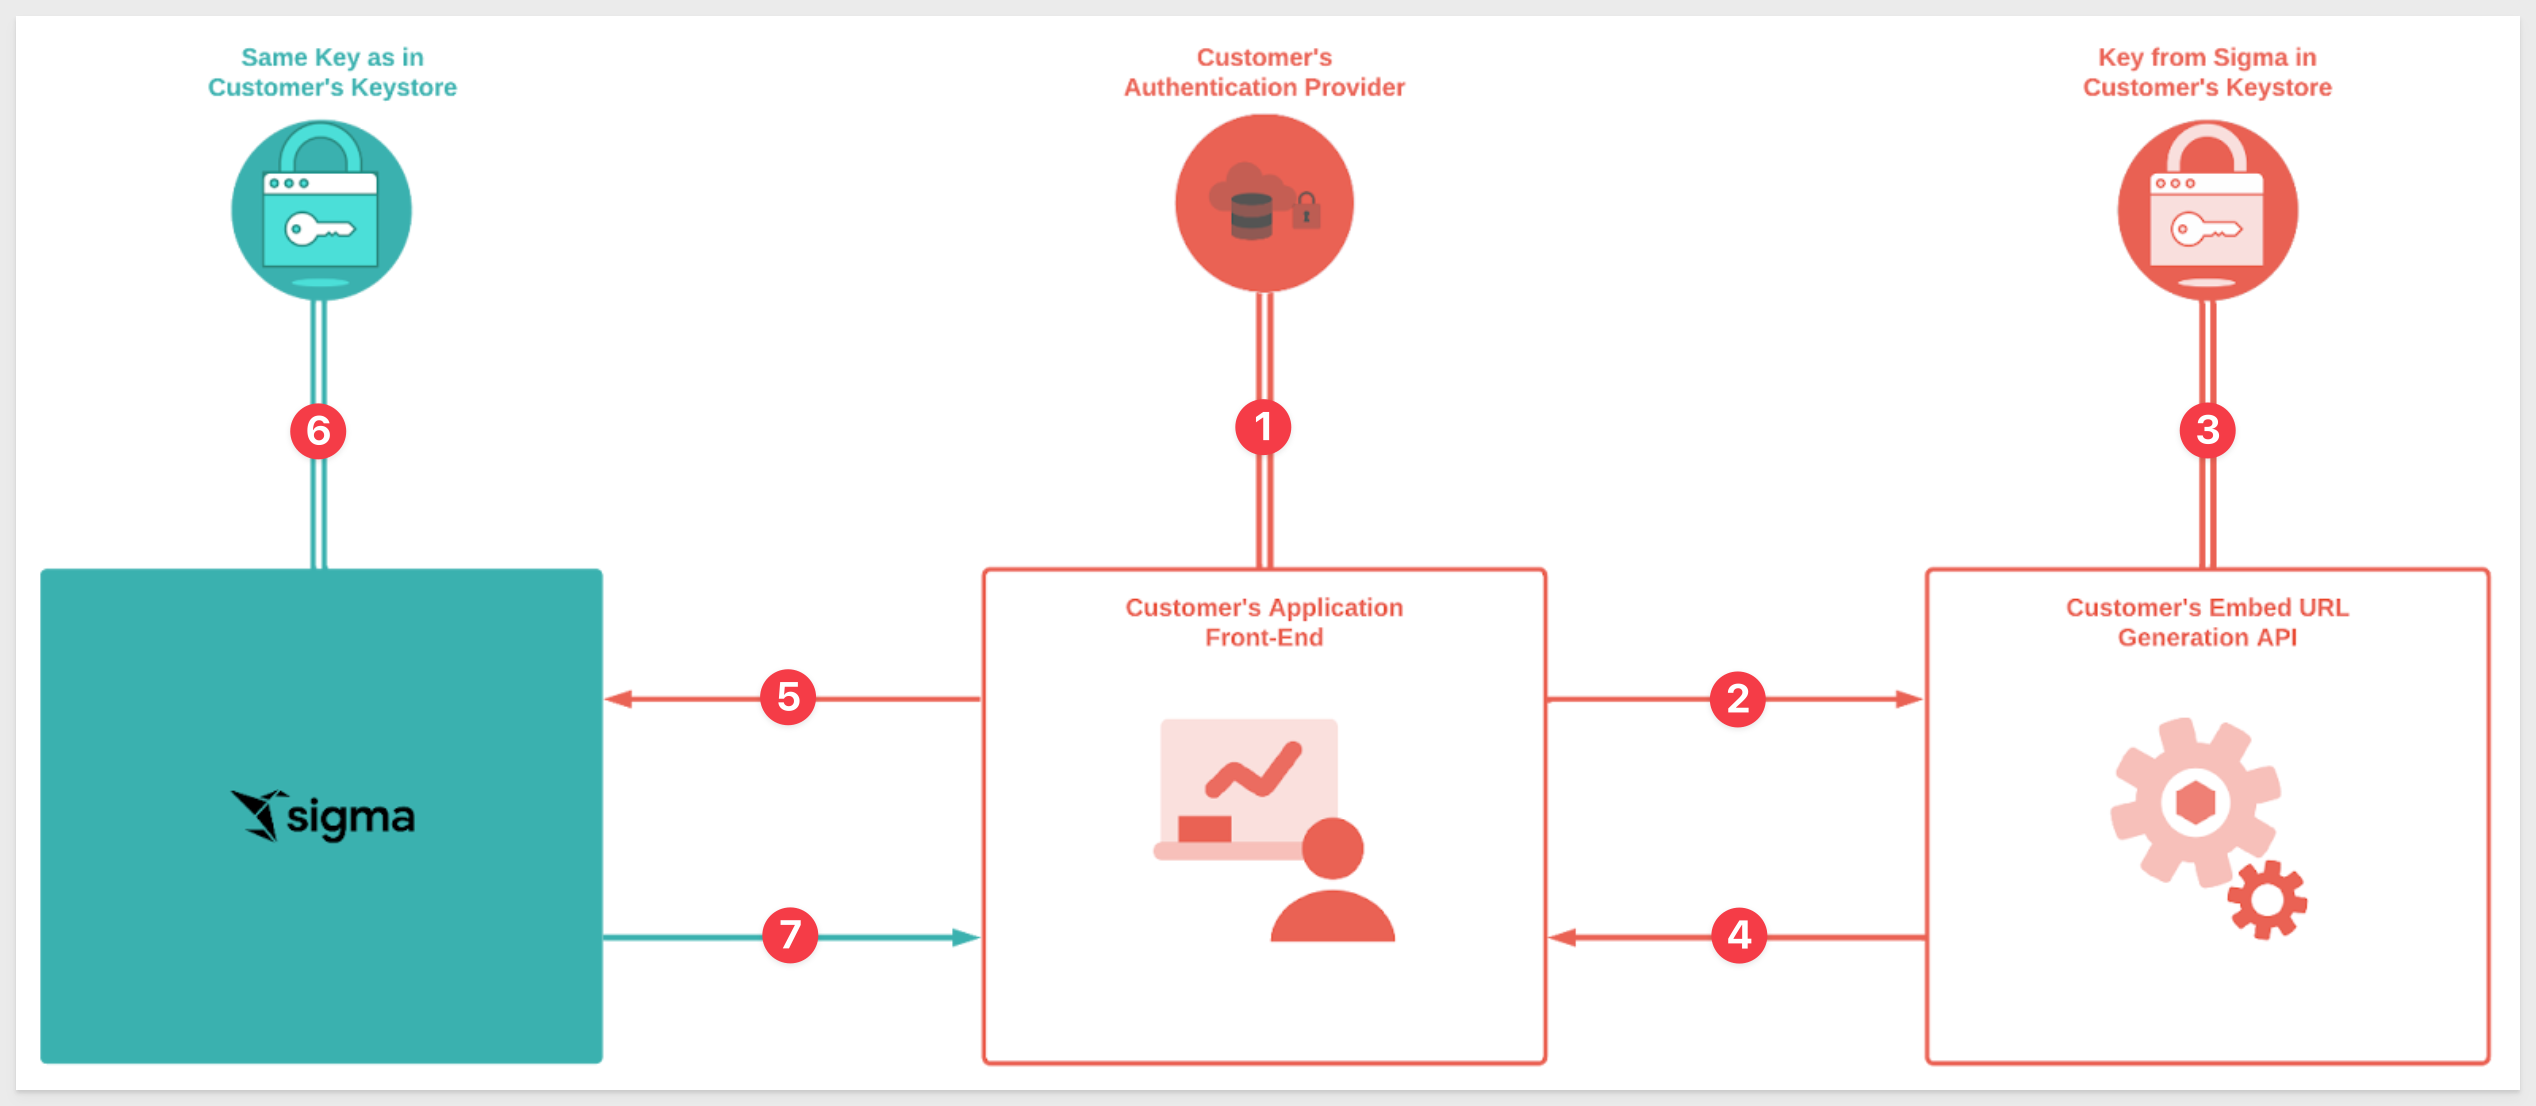 Same Key as in
Customer's Keystore
Customer's
Authentication Provider
Key from Sigma in
Customer's Keystore
6
1
3
Customer's Application
Front-End
Customer's Embed URL
Generation API
5
2
sigma
7
4